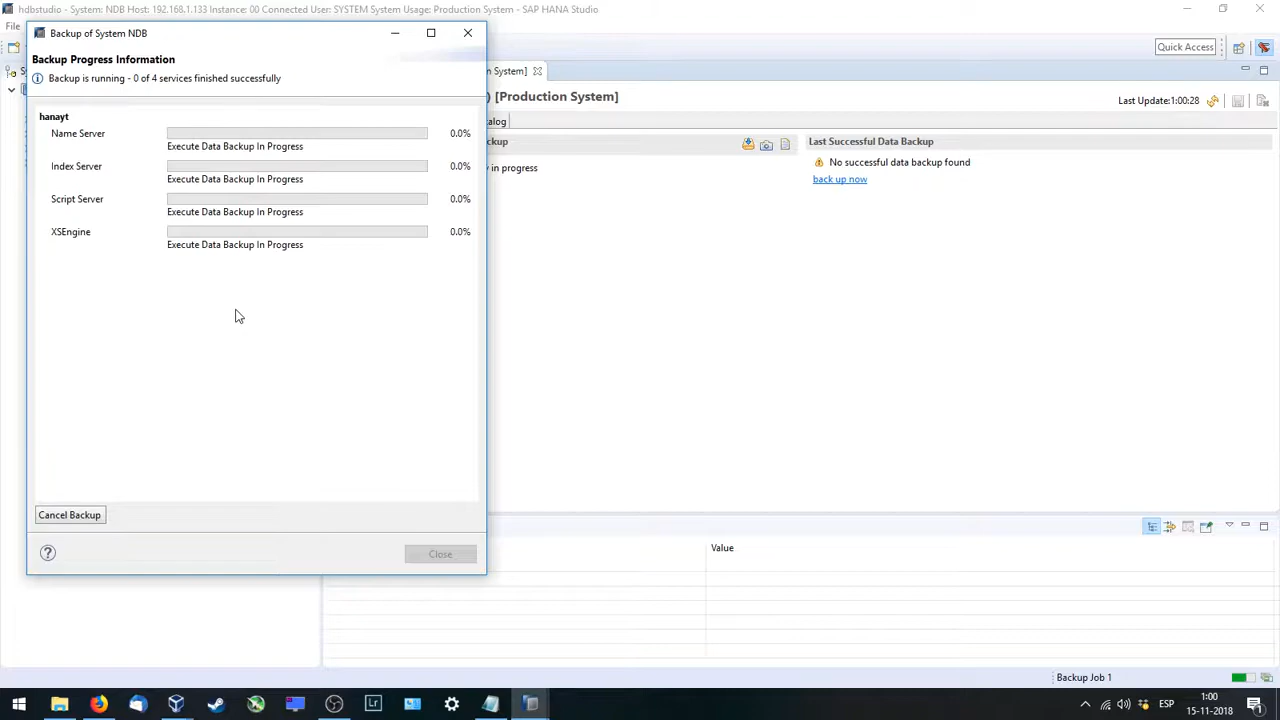 hdbstudio - System: NDB Host: 192.168.1.133 Instance: 00 Connected User: SYSTEM System Usage: Production System - SAP HANA Studio
File
Backup of System NDB
Backup Progress Information
Backup is running - 0 of 4 services finished successfully
Quick Access
n System]
) [Production System]
Last Update:1:00:28
alog
ckup
y in progress
Last Successful Data Backup
No successful data backup found
back up now
hanayt
Name Server
0.0%
Execute Data Backup In Progress
Index Server
0.0%
Execute Data Backup In Progress
Script Server
0.0%
Execute Data Backup In Progress
XSEngine
0.0%
Execute Data Backup In Progress
Cancel Backup
Close
Value
Backup Job 1
Lr
ESP
1:00
15-11-2018